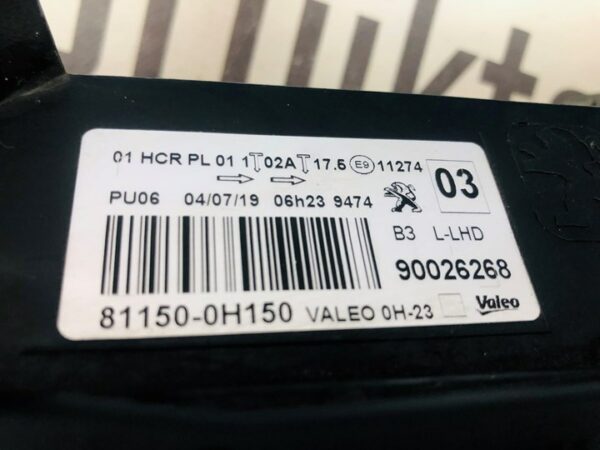 01 HCR PL 01 1 02A 17.5 E9 11274
03
PU06 04/07/19 06h23 9474
B3 L-LHD
90026268
81150-0H150 VALEO 0H-23 Valeo